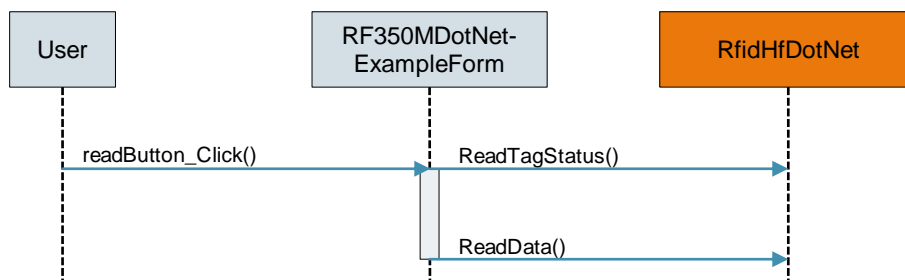 User
RF350MDotNet-
ExampleForm
RfidHfDotNet
readButton_Click()
ReadTagStatus()
ReadData()